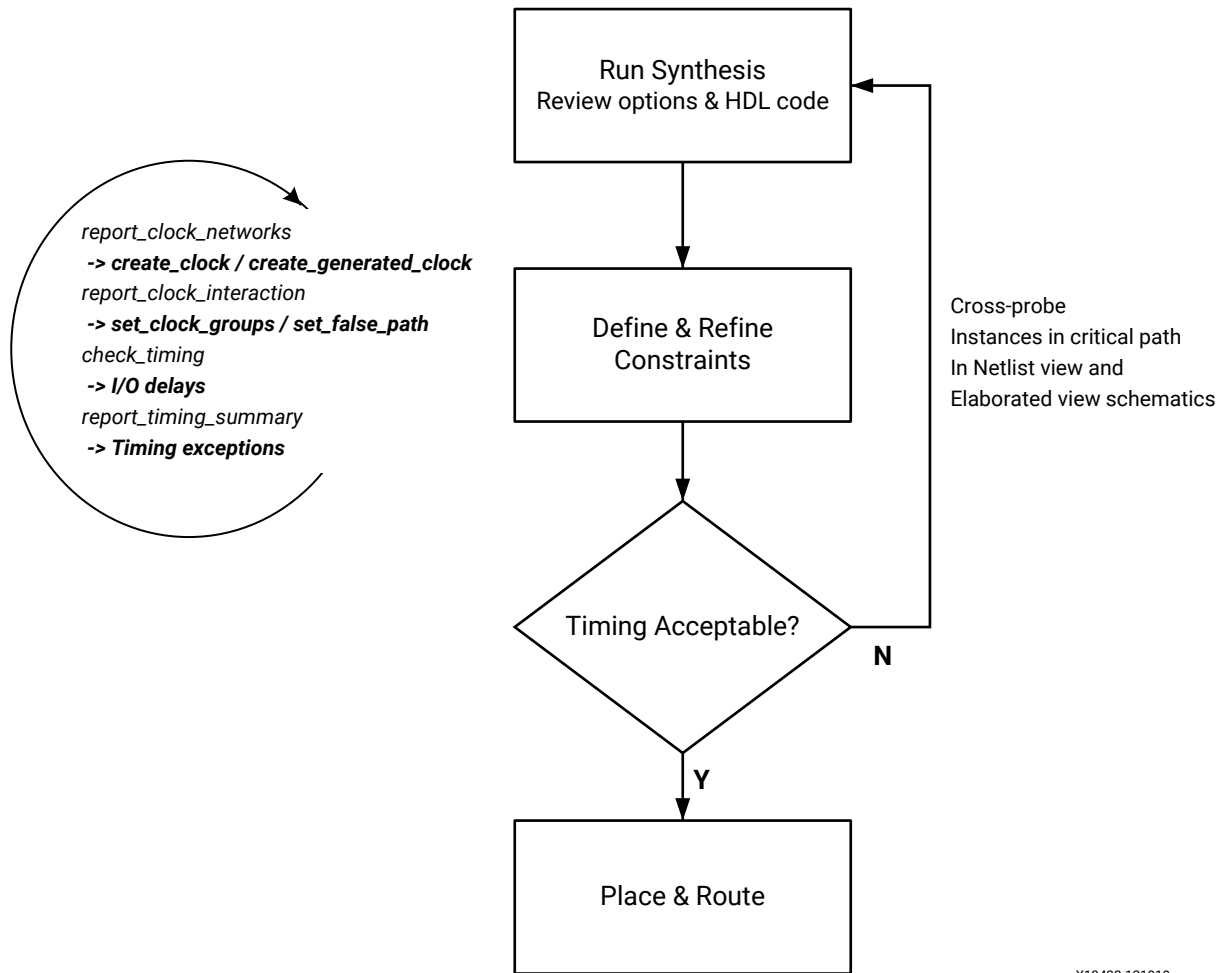 Run Synthesis
Review options & HDL code
report_clock_networks
-> create_clock / create_generated_clock
report_clock_interaction
-> set_clock_groups / set_false_path
check_timing
-> I/O delays
report_timing_summary
-> Timing exceptions
Define & Refine
Constraints
Cross-probe
Instances in critical path
In Netlist view and
Elaborated view schematics
Timing Acceptable?
N
Y
Place & Route